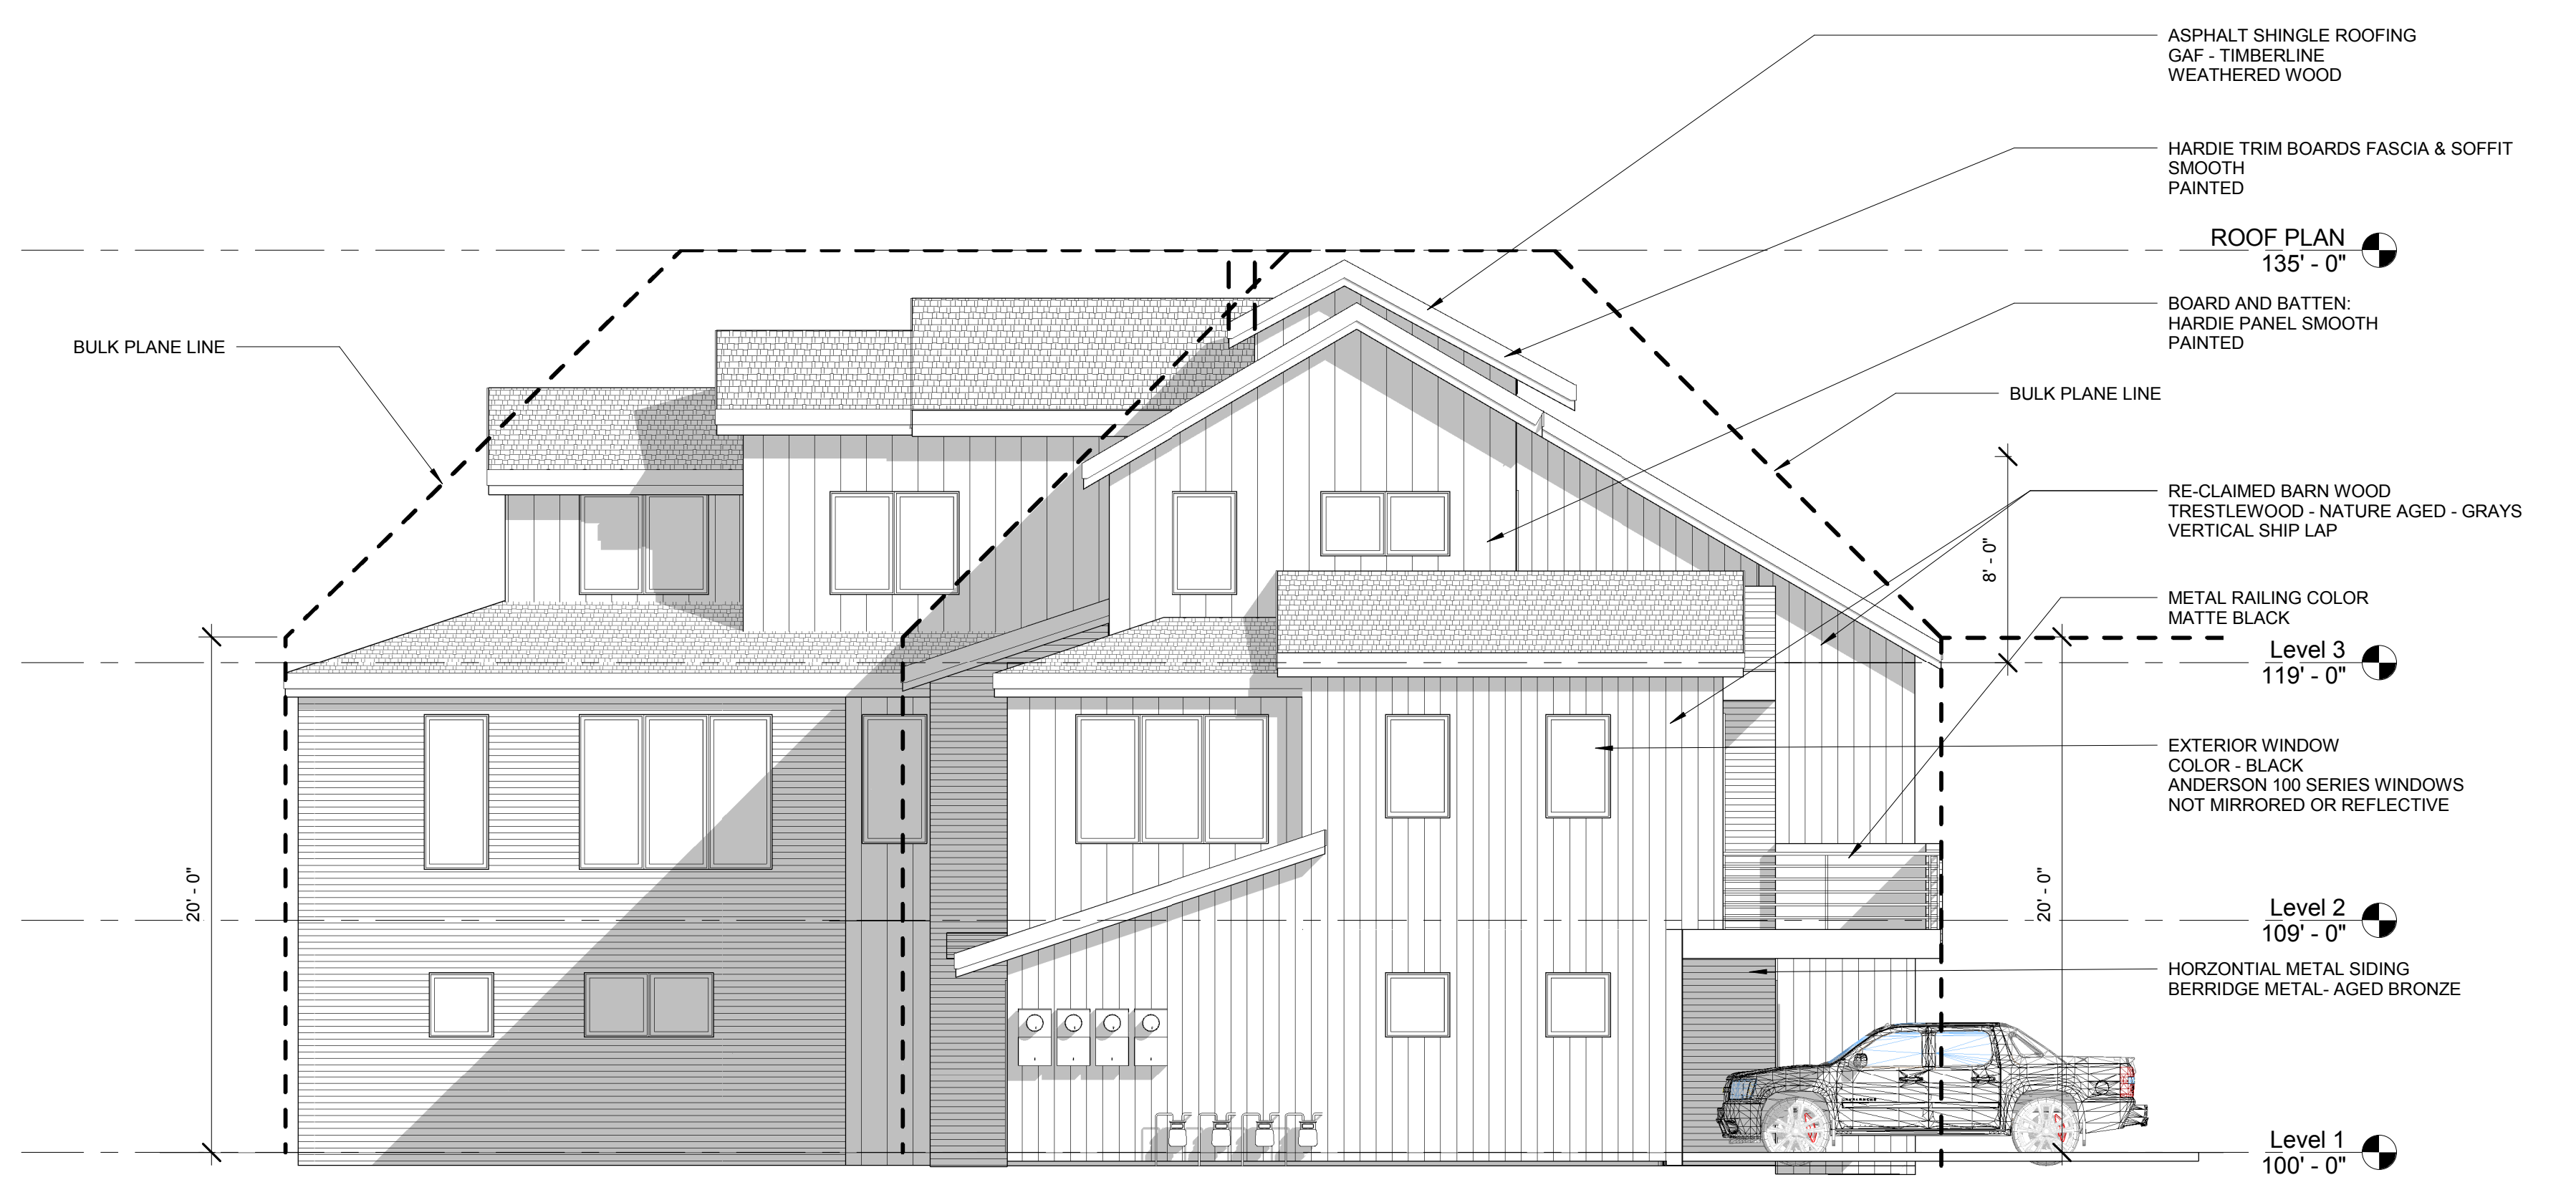 ASPHALT SHINGLE ROOFING
GAF - TIMBERLINE
WEATHERED WOOD
HARDIE TRIM BOARDS FASCIA & SOFFIT
SMOOTH
PAINTED
ROOF PLAN
135' - 0"
BOARD AND BATTEN:
HARDIE PANEL SMOOTH
PAINTED
BULK PLANE LINE
BULK PLANE LINE
RE-CLAIMED BARN WOOD
TRESTLEWOOD - NATURE AGED - GRAYS
VERTICAL SHIP LAP
8' - 0"
METAL RAILING COLOR
MATTE BLACK
Level 3
119' - 0"
EXTERIOR WINDOW
COLOR - BLACK
ANDERSON 100 SERIES WINDOWS
NOT MIRRORED OR REFLECTIVE
20' - 0"
20' - 0"
Level 2
109' - 0"
HORZONTIAL METAL SIDING
BERRIDGE METAL- AGED BRONZE
Level 1
100' - 0"